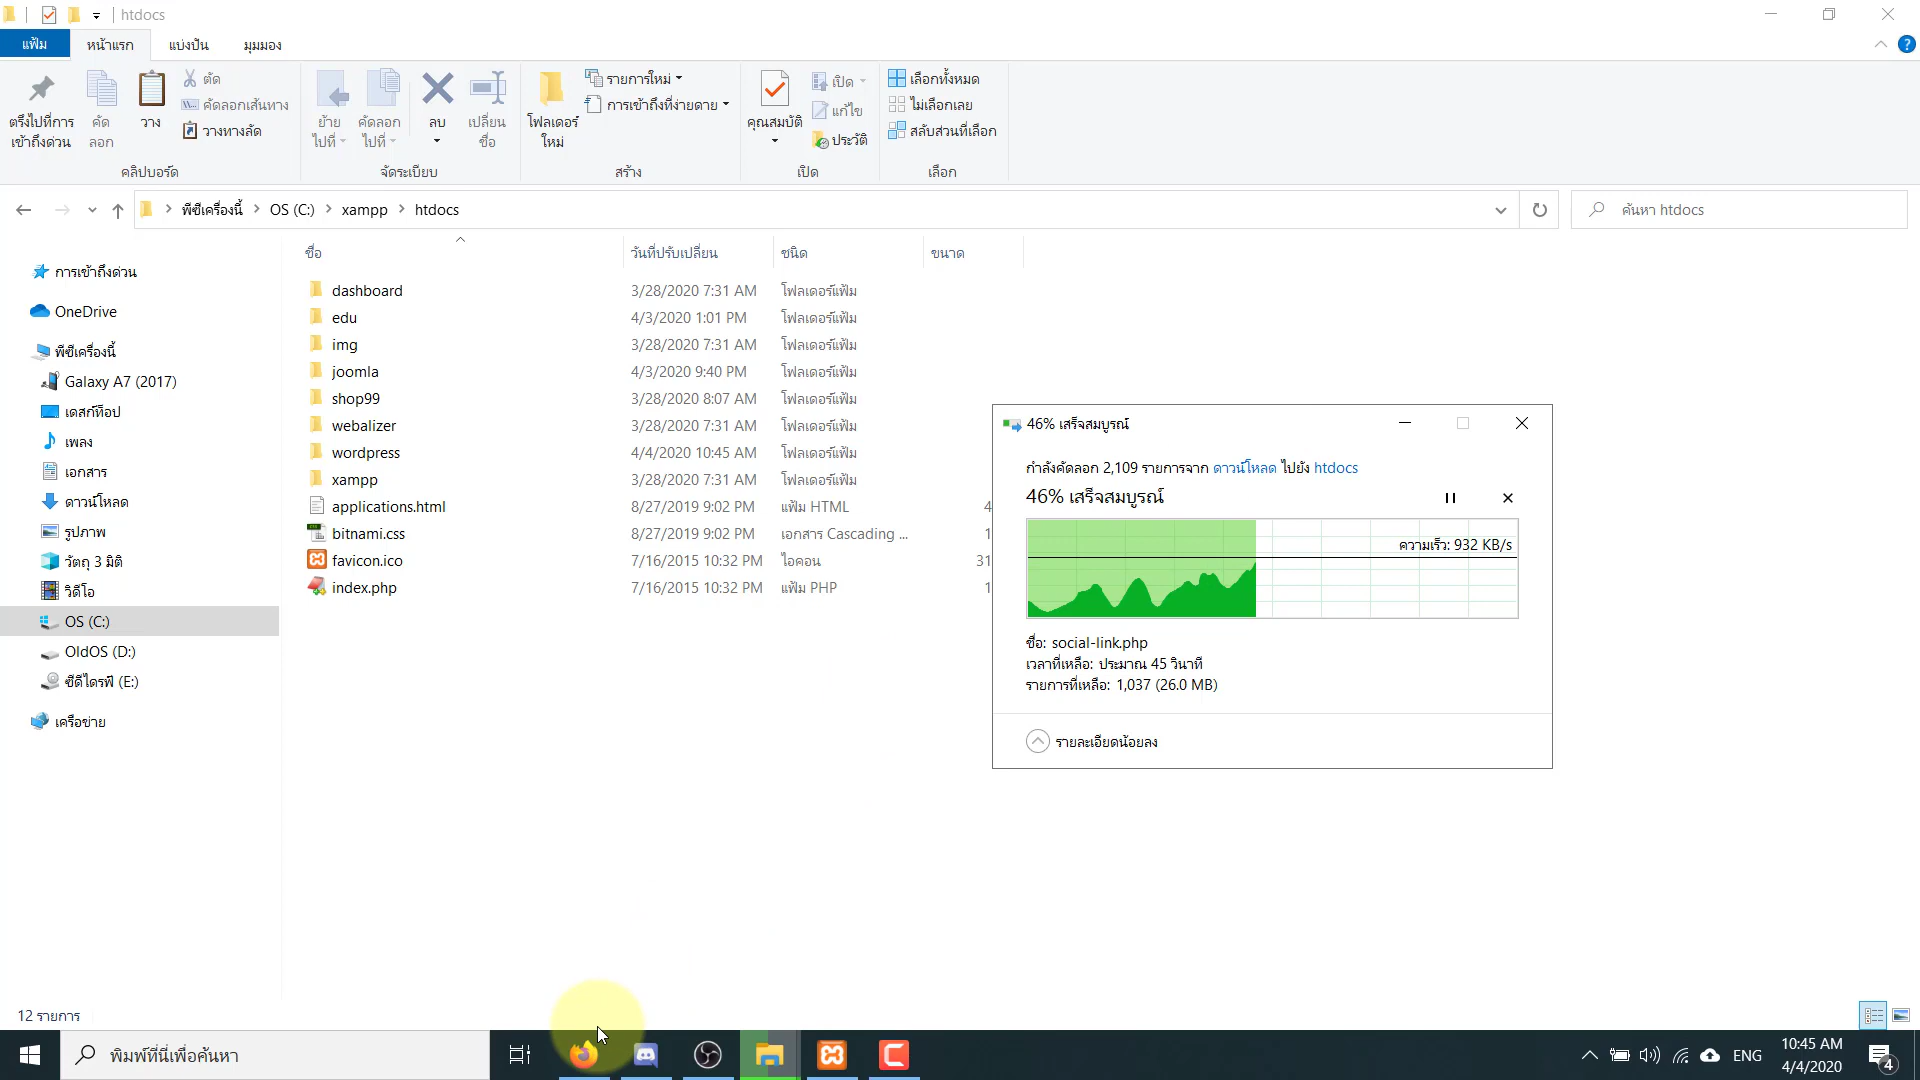 htdocs
แฟ้ม หน้าแรก แบ่งปัน มุมมอง
ตรึงไปที่การ
เข้าถึงด่วน
คัด
ลอก
วาง
ตัด
คัดลอกเส้นทาง
วางทางลัด
คลิปบอร์ด
ย้าย
ไปที่
คัดลอก
ไปที่
ลบ
เปลี่ยน
ชื่อ
จัดระเบียบ
โฟลเดอร์
ใหม่
รายการใหม่
การเข้าถึงที่ง่ายดาย
สร้าง
คุณสมบัติ
เปิด
แก้ไข
ประวัติ
เปิด
เลือกทั้งหมด
ไม่เลือกเลย
สลับส่วนที่เลือก
เลือก
พีซีเครื่องนี้ OS (C:) xampp htdocs
ค้นหา htdocs
การเข้าถึงด่วน
OneDrive
พีซีเครื่องนี้
Galaxy A7 (2017)
เดสก์ท็อป
เพลง
เอกสาร
ดาวน์โหลด
รูปภาพ
วัตถุ 3 มิติ
วิดีโอ
OS (C:)
OldOS (D:)
ซีดีไดรฟ์ (E:)
เครือข่าย
ชื่อ วันที่ปรับเปลี่ยน ชนิด ขนาด
dashboard 3/28/2020 7:31 AM โฟลเดอร์แฟ้ม
edu 4/3/2020 1:01 PM โฟลเดอร์แฟ้ม
img 3/28/2020 7:31 AM โฟลเดอร์แฟ้ม
joomla 4/3/2020 9:40 PM โฟลเดอร์แฟ้ม
shop99 3/28/2020 8:07 AM โฟลเดอร์แฟ้ม
webalizer 3/28/2020 7:31 AM โฟลเดอร์แฟ้ม
wordpress 4/4/2020 10:45 AM โฟลเดอร์แฟ้ม
xampp 3/28/2020 7:31 AM โฟลเดอร์แฟ้ม
applications.html 8/27/2019 9:02 PM แฟ้ม HTML 4
bitnami.css 8/27/2019 9:02 PM เอกสาร Cascading ... 1
favicon.ico 7/16/2015 10:32 PM ไอคอน 31
index.php 7/16/2015 10:32 PM แฟ้ม PHP 1
46% เสร็จสมบูรณ์
กำลังคัดลอก 2,109 รายการจาก ดาวน์โหลด ไปยัง htdocs
46% เสร็จสมบูรณ์
ความเร็ว: 932 KB/s
ชื่อ: social-link.php
เวลาที่เหลือ: ประมาณ 45 วินาที
รายการที่เหลือ: 1,037 (26.0 MB)
รายละเอียดน้อยลง
12 รายการ
พิมพ์ที่นี่เพื่อค้นหา
ENG
10:45 AM
4/4/2020
4